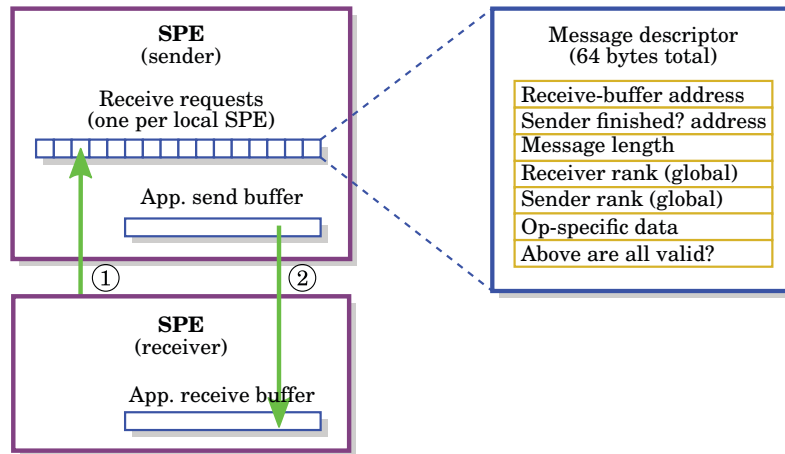 SPE
(sender)
Receive requests
(one per local SPE)
App. send buffer
①
②
SPE
(receiver)
App. receive buffer
Message descriptor
(64 bytes total)
Receive-buffer address
Sender finished? address
Message length
Receiver rank (global)
Sender rank (global)
Op-specific data
Above are all valid?